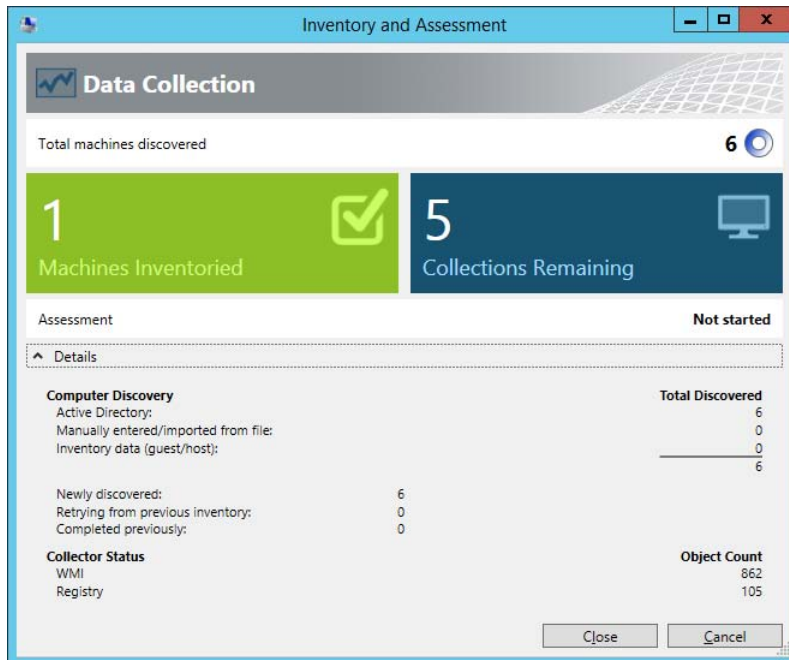 Inventory and Assessment
Data Collection
Total machines discovered 6
1
Machines Inventoried
5
Collections Remaining
Assessment Not started
Details
Computer Discovery Total Discovered
Active Directory: 6
Manually entered/imported from file: 0
Inventory data (guest/host): 0
6
Newly discovered: 6
Retrying from previous inventory: 0
Completed previously: 0
Collector Status Object Count
WMI 862
Registry 105
Close Cancel